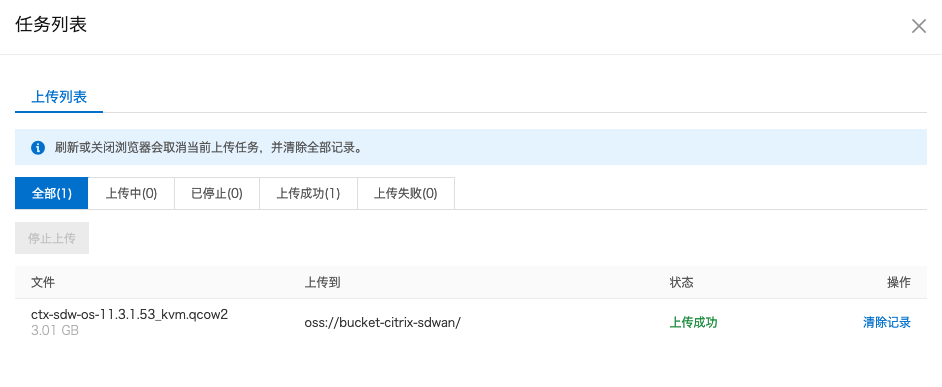 任务列表
上传列表
刷新或关闭浏览器会取消当前上传任务，并清除全部记录。
全部(1) 上传中(0) 已停止(0) 上传成功(1) 上传失败(0)
停止上传
文件 上传到 状态 操作
ctx-sdw-os-11.3.1.53_kvm.qcow2
3.01 GB
oss://bucket-citrix-sdwan/ 上传成功 清除记录